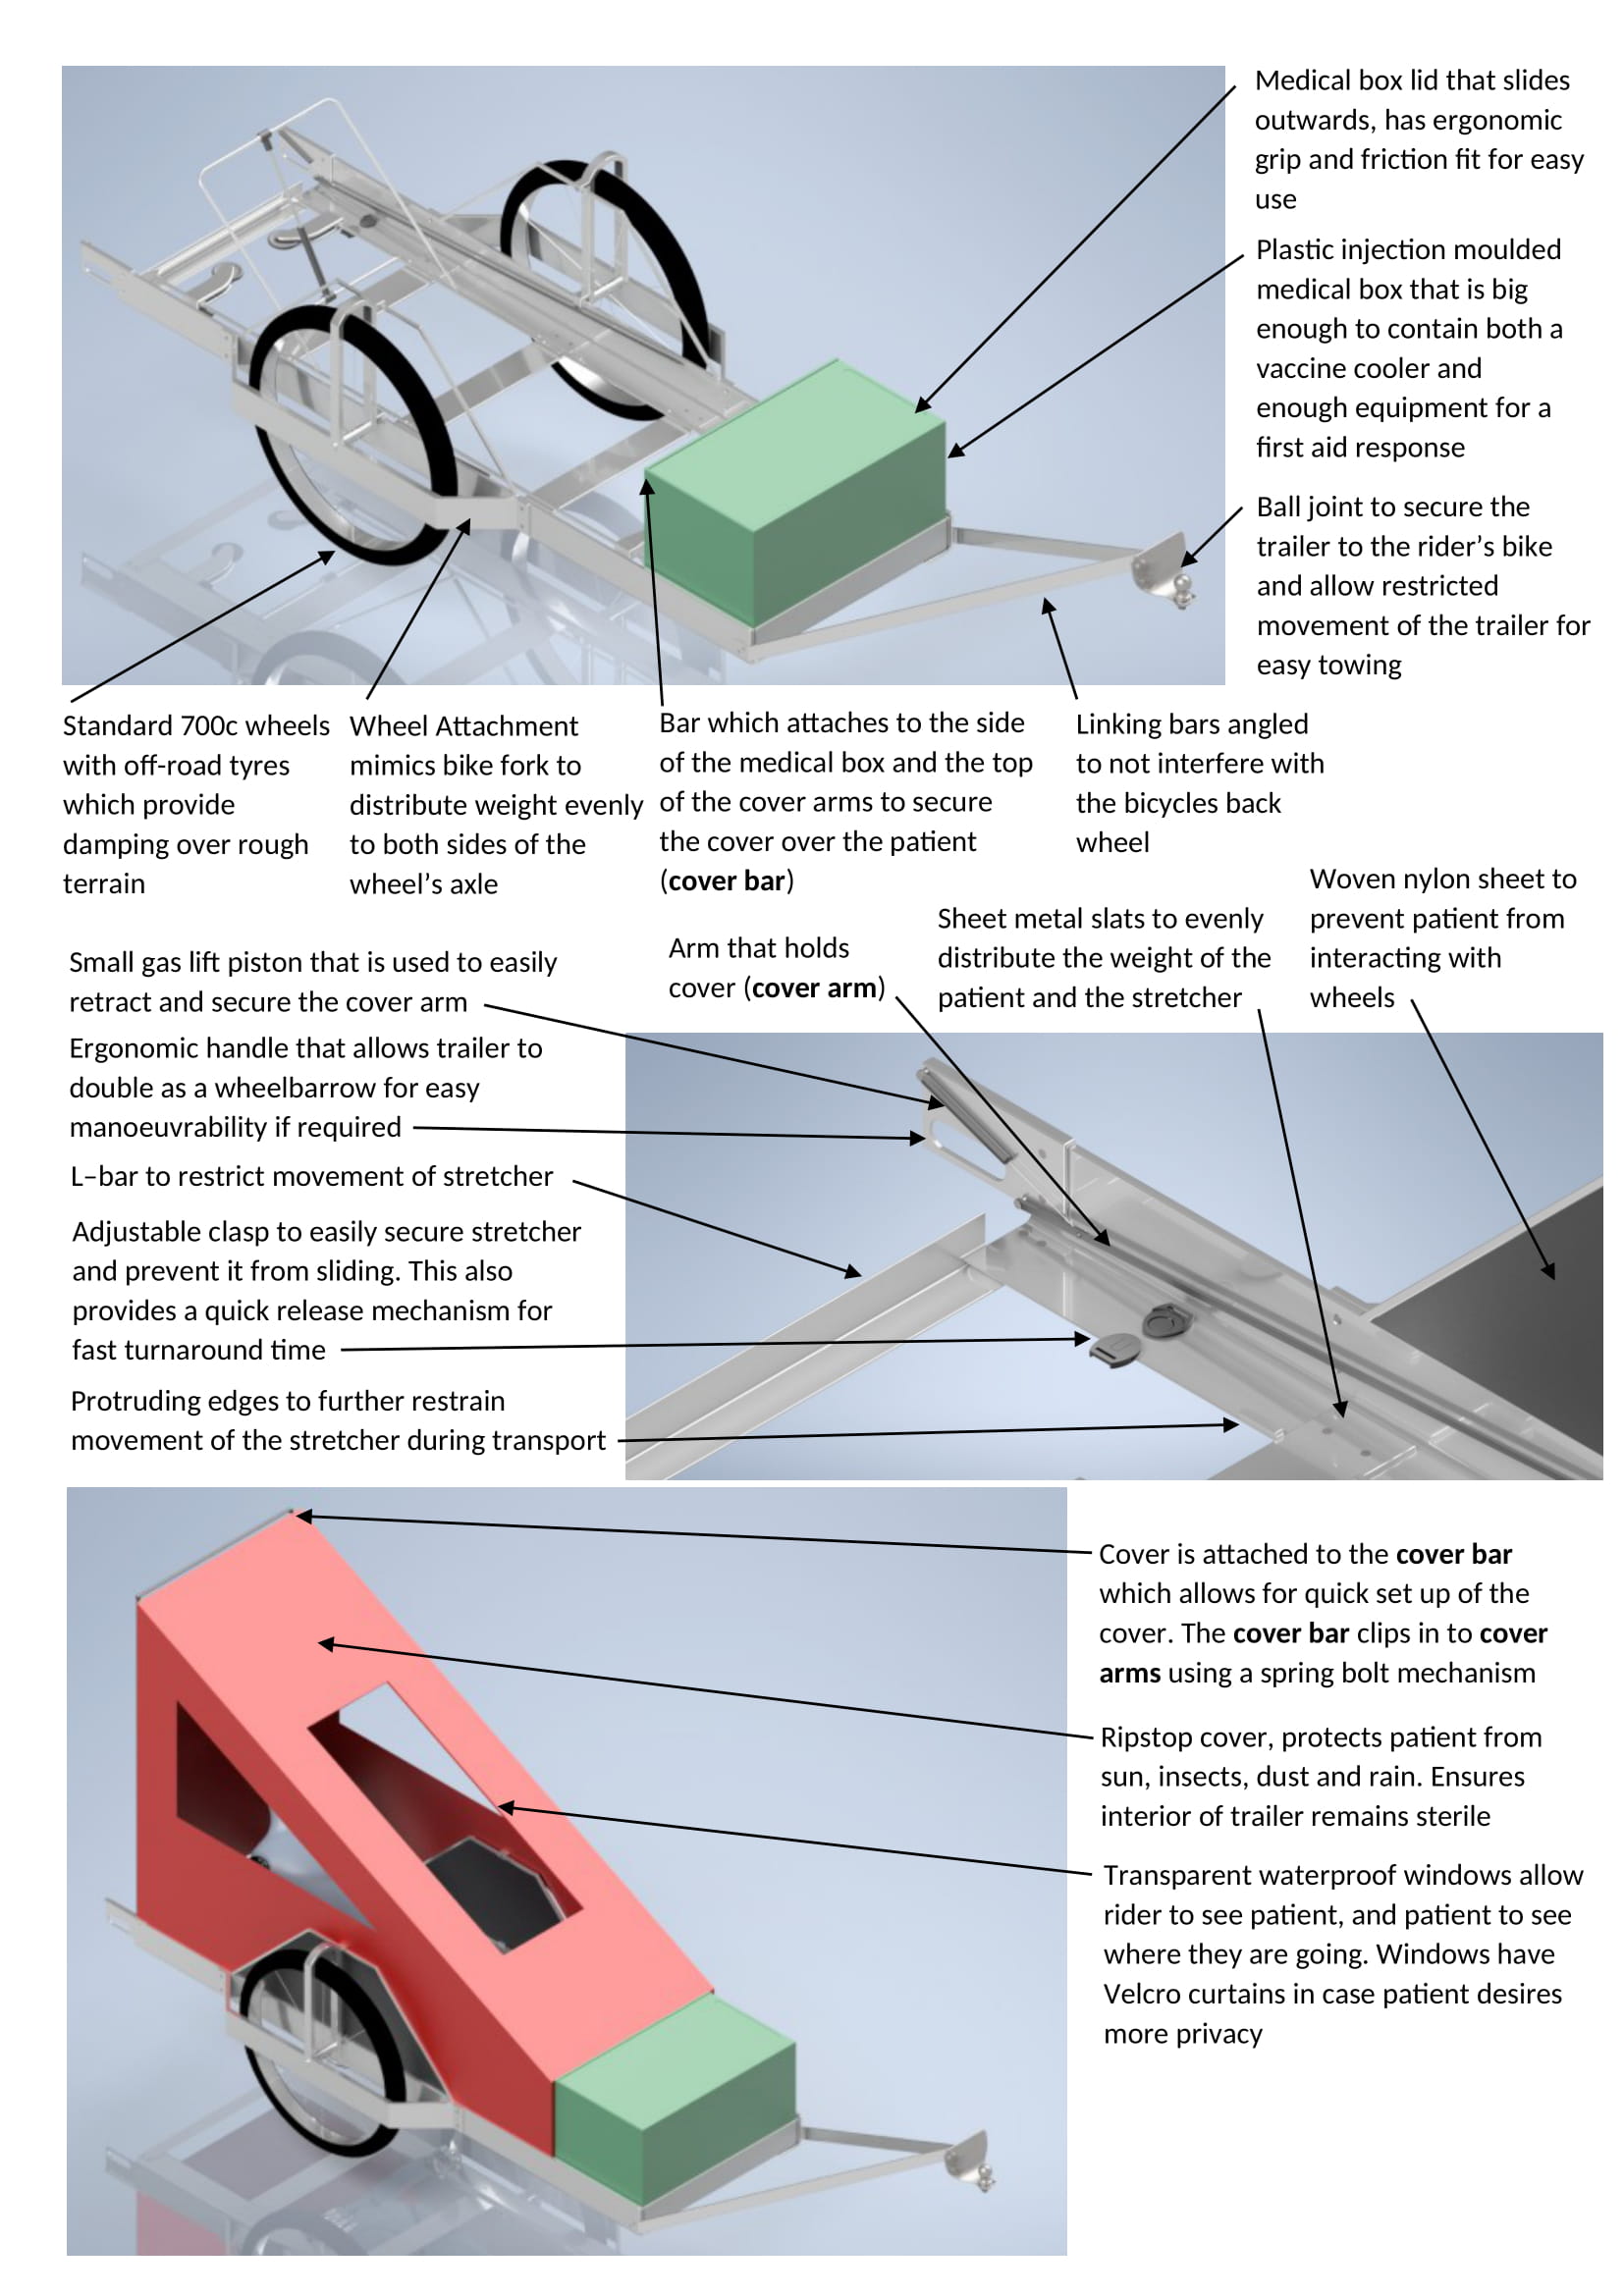 Medical box lid that slides
outwards, has ergonomic
grip and friction fit for easy
use
Plastic injection moulded
medical box that is big
enough to contain both a
vaccine cooler and
enough equipment for a
first aid response
Ball joint to secure the
trailer to the rider’s bike
and allow restricted
movement of the trailer for
easy towing
Standard 700c wheels
with off-road tyres
which provide
damping over rough
terrain
Wheel Attachment
mimics bike fork to
distribute weight evenly
to both sides of the
wheel’s axle
Bar which attaches to the side
of the medical box and the top
of the cover arms to secure
the cover over the patient
(cover bar)
Linking bars angled
to not interfere with
the bicycles back
wheel
Small gas lift piston that is used to easily
retract and secure the cover arm
Arm that holds
cover (cover arm)
Sheet metal slats to evenly
distribute the weight of the
patient and the stretcher
Woven nylon sheet to
prevent patient from
interacting with
wheels
Ergonomic handle that allows trailer to
double as a wheelbarrow for easy
manoeuvrability if required
L–bar to restrict movement of stretcher
Adjustable clasp to easily secure stretcher
and prevent it from sliding. This also
provides a quick release mechanism for
fast turnaround time
Protruding edges to further restrain
movement of the stretcher during transport
Cover is attached to the cover bar
which allows for quick set up of the
cover. The cover bar clips in to cover
arms using a spring bolt mechanism
Ripstop cover, protects patient from
sun, insects, dust and rain. Ensures
interior of trailer remains sterile
Transparent waterproof windows allow
rider to see patient, and patient to see
where they are going. Windows have
Velcro curtains in case patient desires
more privacy